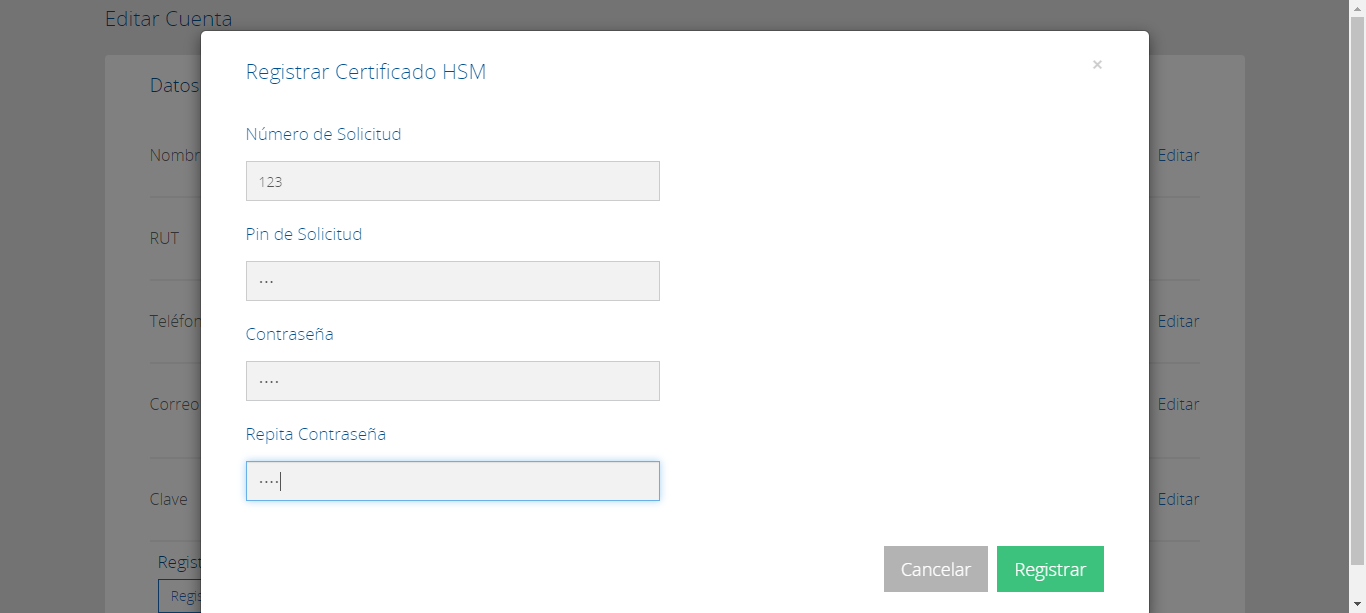 Editar Cuenta
Registrar Certificado HSM
×
Datos
Número de Solicitud
Nombr
Editar
123
Pin de Solicitud
RUT
···
Teléfon
Editar
Contraseña
····
Correo
Editar
Repita Contraseña
····
Clave
Editar
Regist
Cancelar
Registrar
Regis